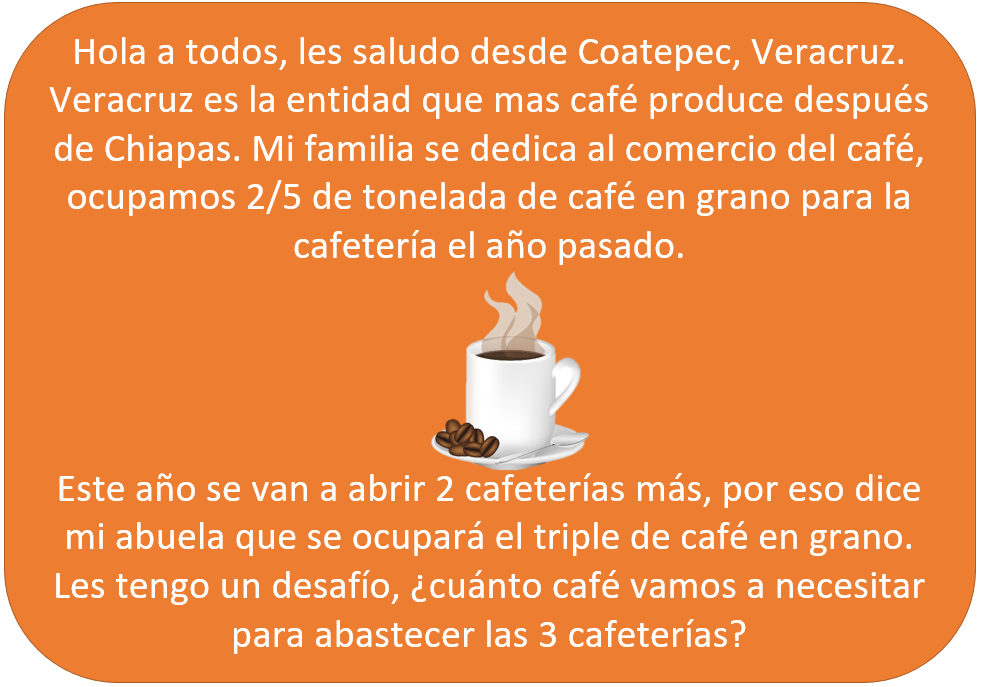 Hola a todos, les saludo desde Coatepec, Veracruz.
Veracruz es la entidad que mas café produce después
de Chiapas. Mi familia se dedica al comercio del café,
ocupamos 2/5 de tonelada de café en grano para la
cafetería el año pasado.
Este año se van a abrir 2 cafeterías más, por eso dice
mi abuela que se ocupará el triple de café en grano.
Les tengo un desafío, ¿cuánto café vamos a necesitar
para abastecer las 3 cafeterías?